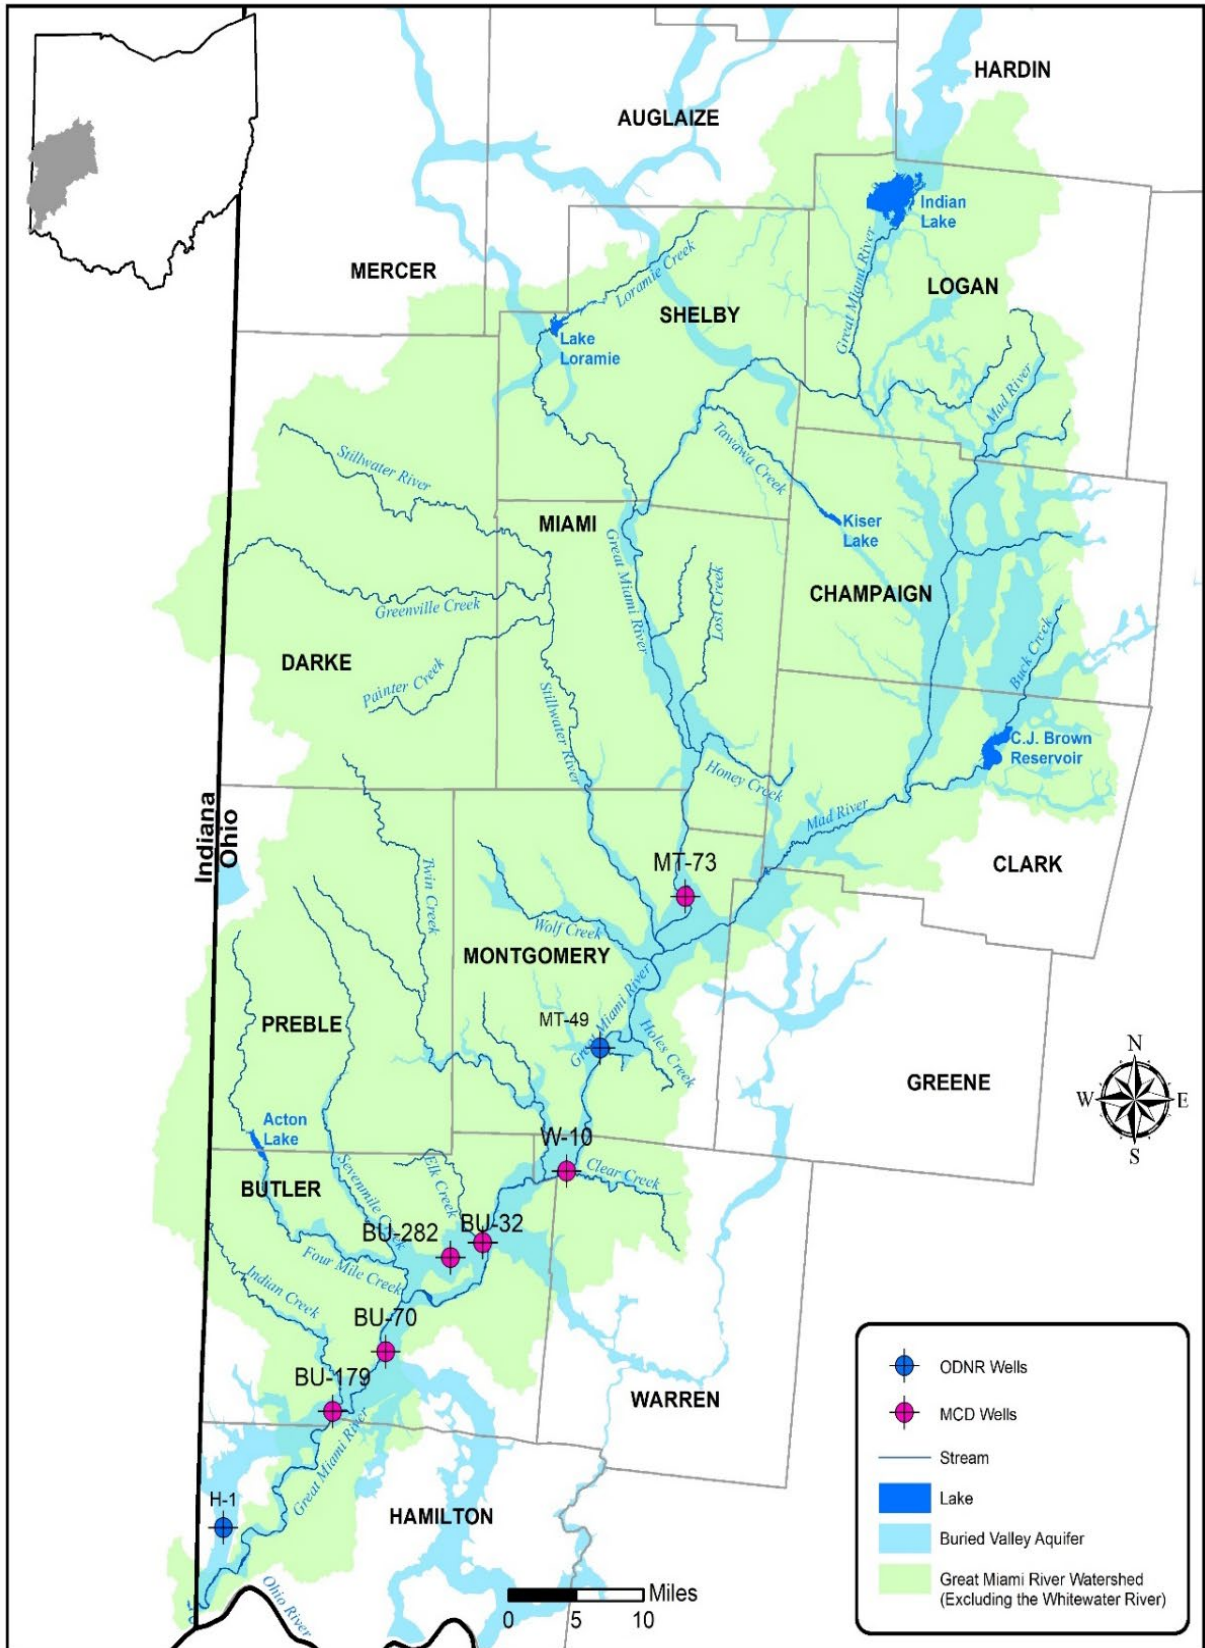 HARDIN
AUGLAIZE
Indian
Lake
MERCER
Loramie Creek
Great Miami River
LOGAN
SHELBY
Lake
Loramie
Mad River
Stillwater River
Tawawa Creek
MIAMI
Kiser
Lake
Great Miami River
Lost Creek
CHAMPAIGN
Greenville Creek
DARKE
Painter Creek
Buck Creek
Stillwater River
C.J. Brown
Reservoir
Honey Creek
Indiana
Ohio
Mad River
CLARK
MT-73
Twin Creek
Wolf Creek
MONTGOMERY
PREBLE
MT-49
Great Miami River
Holes Creek
GREENE
N
W E
S
Acton
Lake
W-10
Clear Creek
Elk Creek
BUTLER
Sevenmile Creek
BU-282
BU-32
Four Mile Creek
Indian Creek
BU-70
BU-179
WARREN
Great Miami River
H-1
HAMILTON
Ohio River
Miles
0 5 10
ODNR Wells
MCD Wells
Stream
Lake
Buried Valley Aquifer
Great Miami River Watershed
(Excluding the Whitewater River)